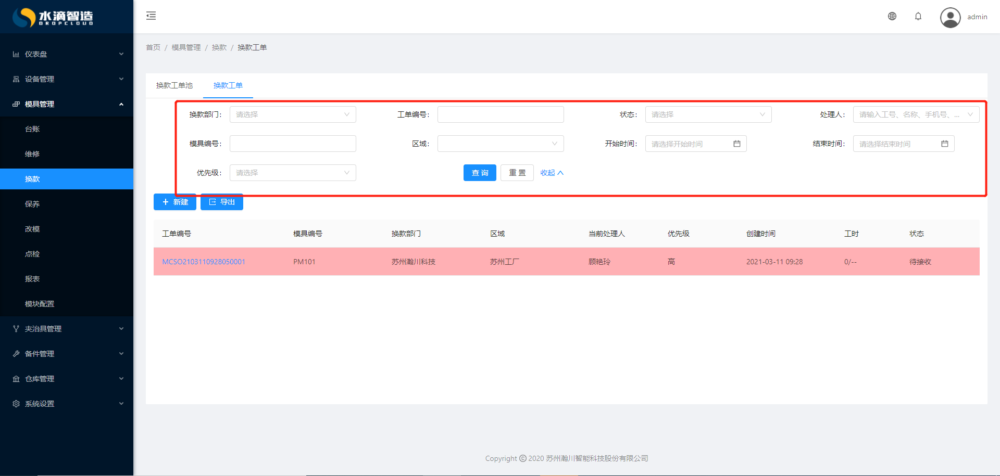 水滴智造
DROPCLOUD
admin
仪表盘
设备管理
模具管理
台账
维修
换款
保养
改模
点检
报表
模块配置
夹治具管理
备件管理
仓库管理
系统设置
首页 / 模具管理 / 换款 / 换款工单
换款工单池 换款工单
换款部门: 请选择 工单编号: 状态: 请选择 处理人: 请输入工号、名称、手机号、...
模具编号: 区域: 开始时间: 请选择开始时间 结束时间: 请选择结束时间
优先级: 请选择 查 询 重 置 收起
新建 导出
工单编号 模具编号 换款部门 区域 当前处理人 优先级 创建时间 工时 状态
MCSO2103110928050001 PM101 苏州瀚川科技 苏州工厂 顾艳玲 高 2021-03-11 09:28 0/-- 待接收
Copyright © 2020 苏州瀚川智能科技股份有限公司